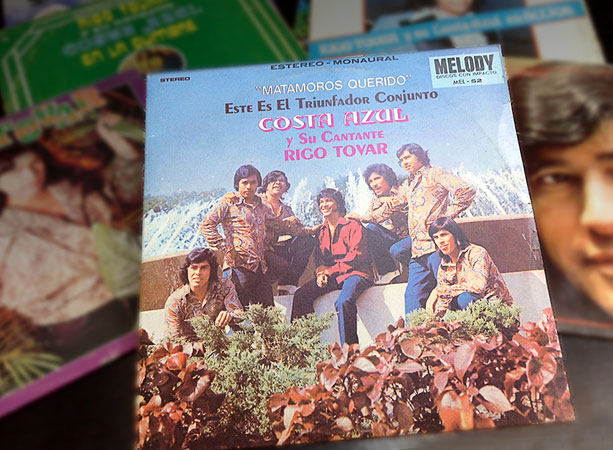 ESTEREO - MONAURAL
STEREO
MELODY
DISCOS CON IMPACTO
MEL - 52
"MATAMOROS QUERIDO"
ESTE ES EL TRIUNFADOR CONJUNTO
COSTA AZUL
Y SU CANTANTE
RIGO TOVAR